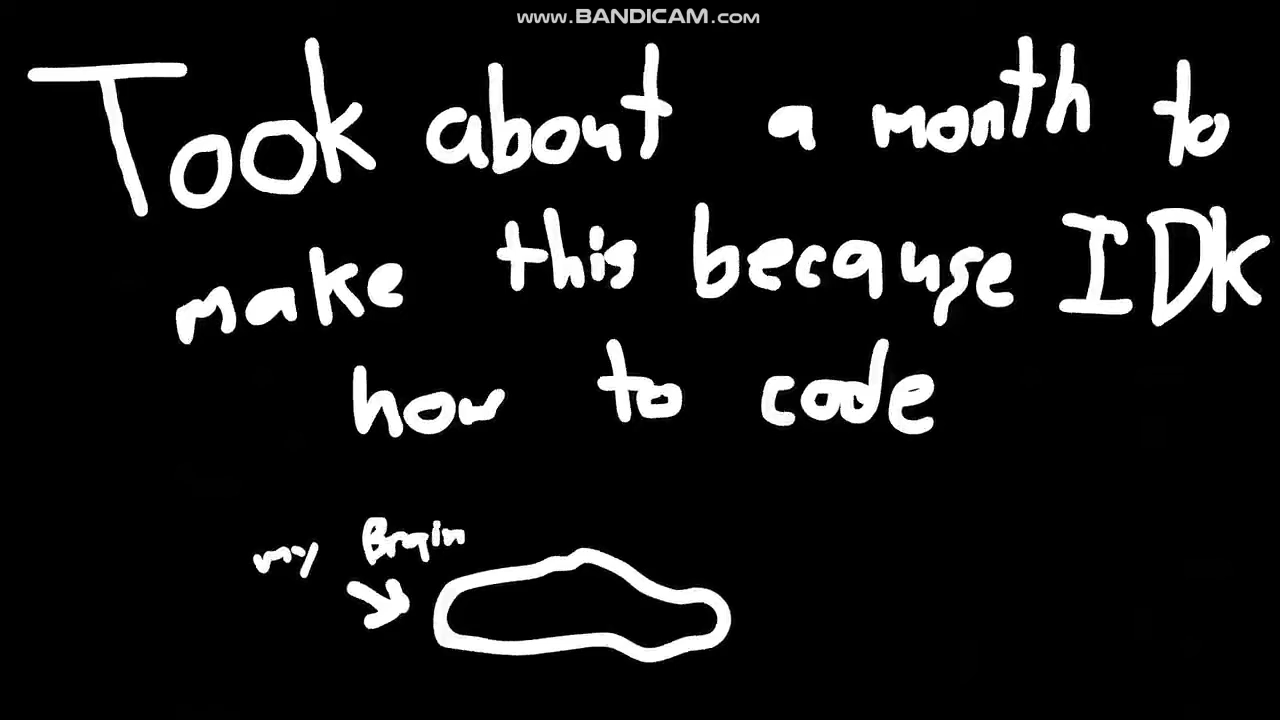 www.BANDICAM.com
Took about a month to
make this because IDK
how to code
my Brain